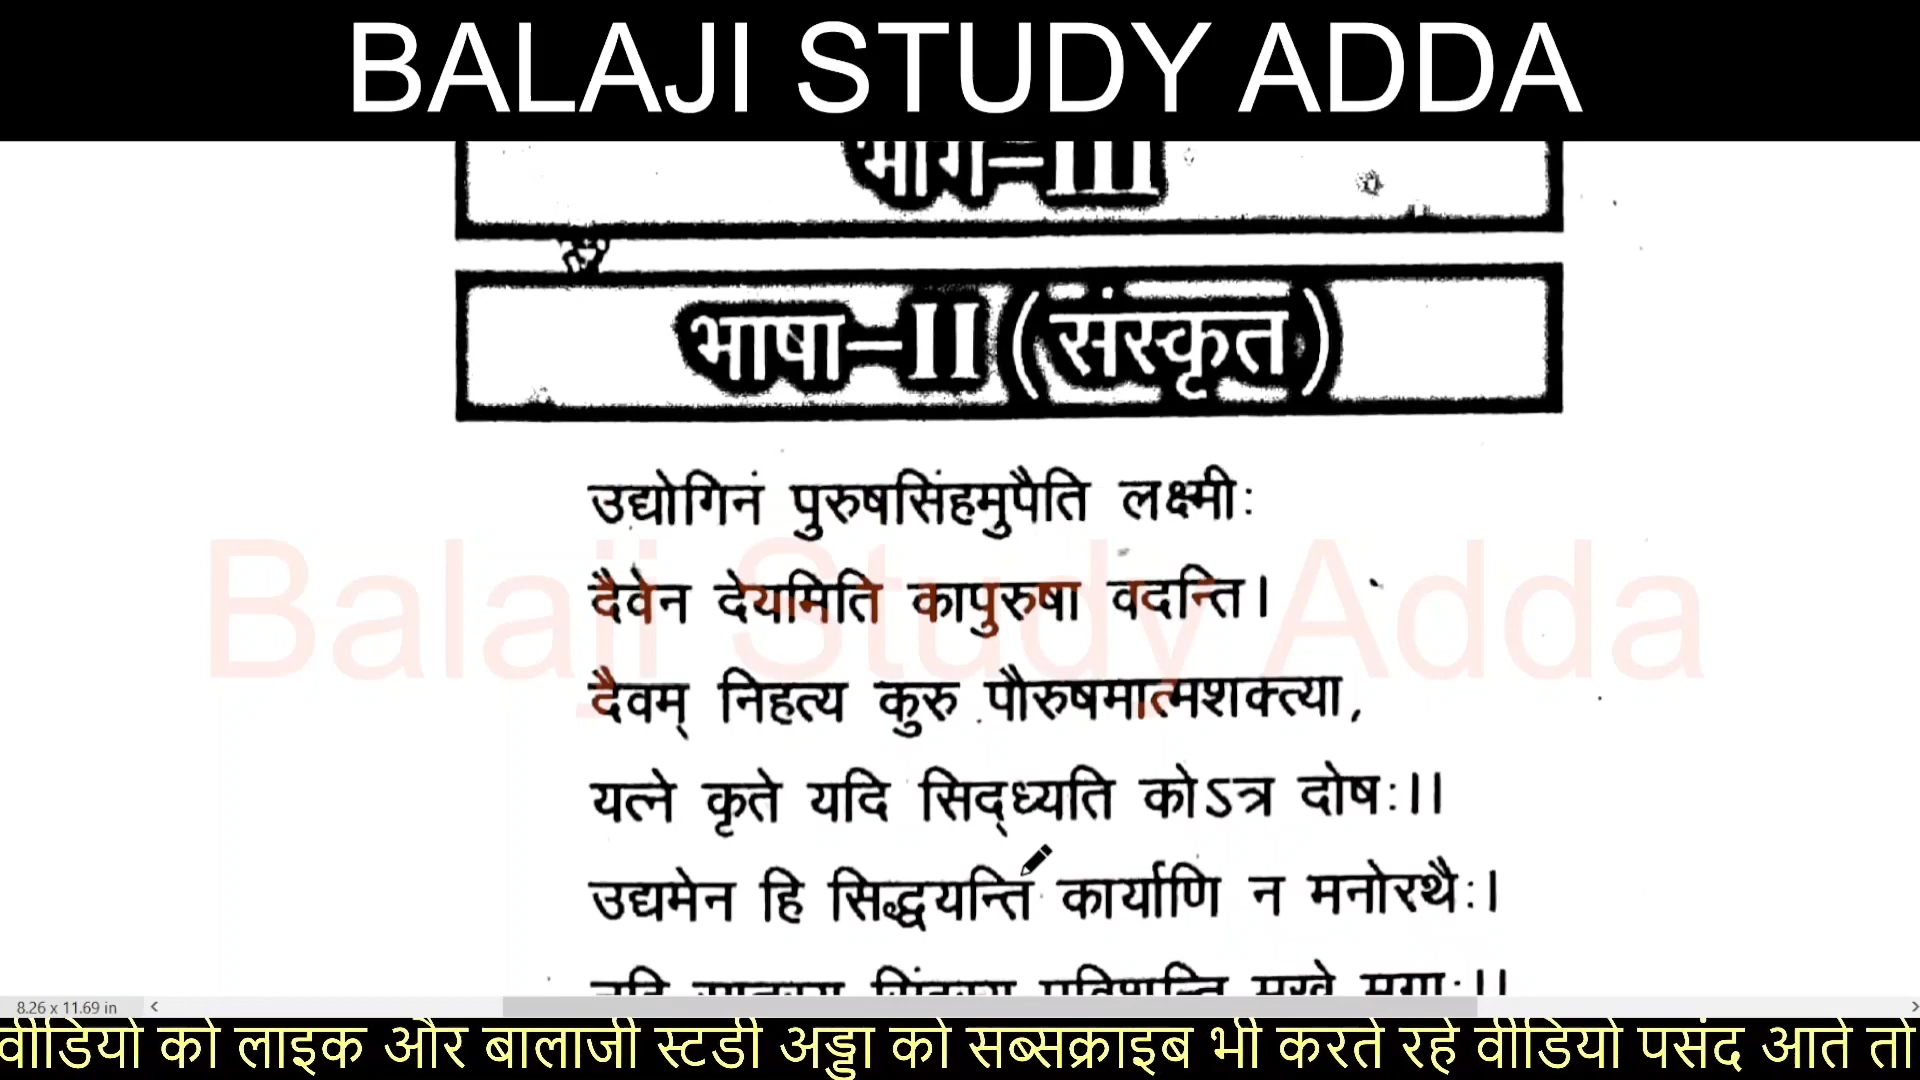 BALAJI STUDY ADDA
भाग–III
भाषा–II (संस्कृत)
उद्योगिनं पुरुषसिंहमुपैति लक्ष्मीः
दैवेन देयमिति कापुरुषा वदन्ति।
दैवम् निहत्य कुरु पौरुषमात्मशक्त्या,
यत्ने कृते यदि सिद्ध्यति कोऽत्र दोषः।।
उद्यमेन हि सिद्धयन्ति कार्याणि न मनोरथैः।
Balaji Study Adda
8.26 x 11.69 in
वीडियो को लाइक और बालाजी स्टडी अड्डा को सब्सक्राइब भी करते रहे वीडियो पसंद आते तो